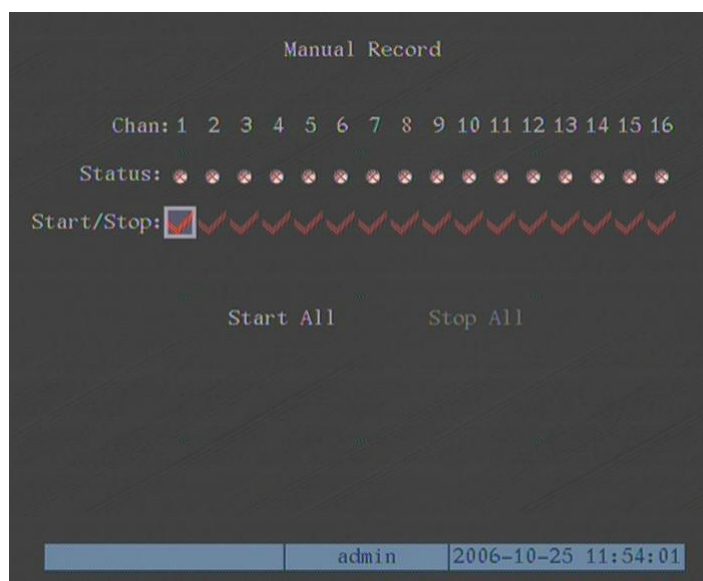 Manual Record
Chan: 1 2 3 4 5 6 7 8 9 10 11 12 13 14 15 16
Status:
Start/Stop:
Start All Stop All
admin 2006-10-25 11:54:01